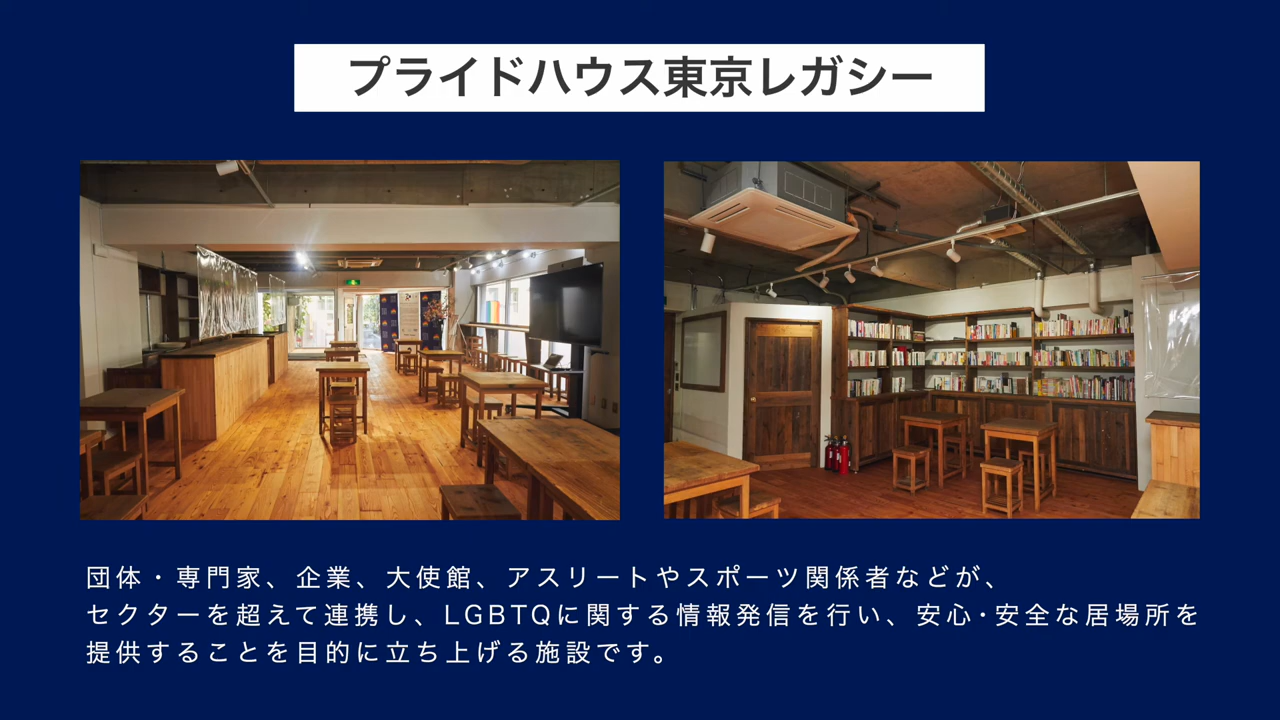 プライドハウス東京レガシー
団体・専門家、企業、大使館、アスリートやスポーツ関係者などが、
セクターを超えて連携し、LGBTQに関する情報発信を行い、安心・安全な居場所を
提供することを目的に立ち上げる施設です。